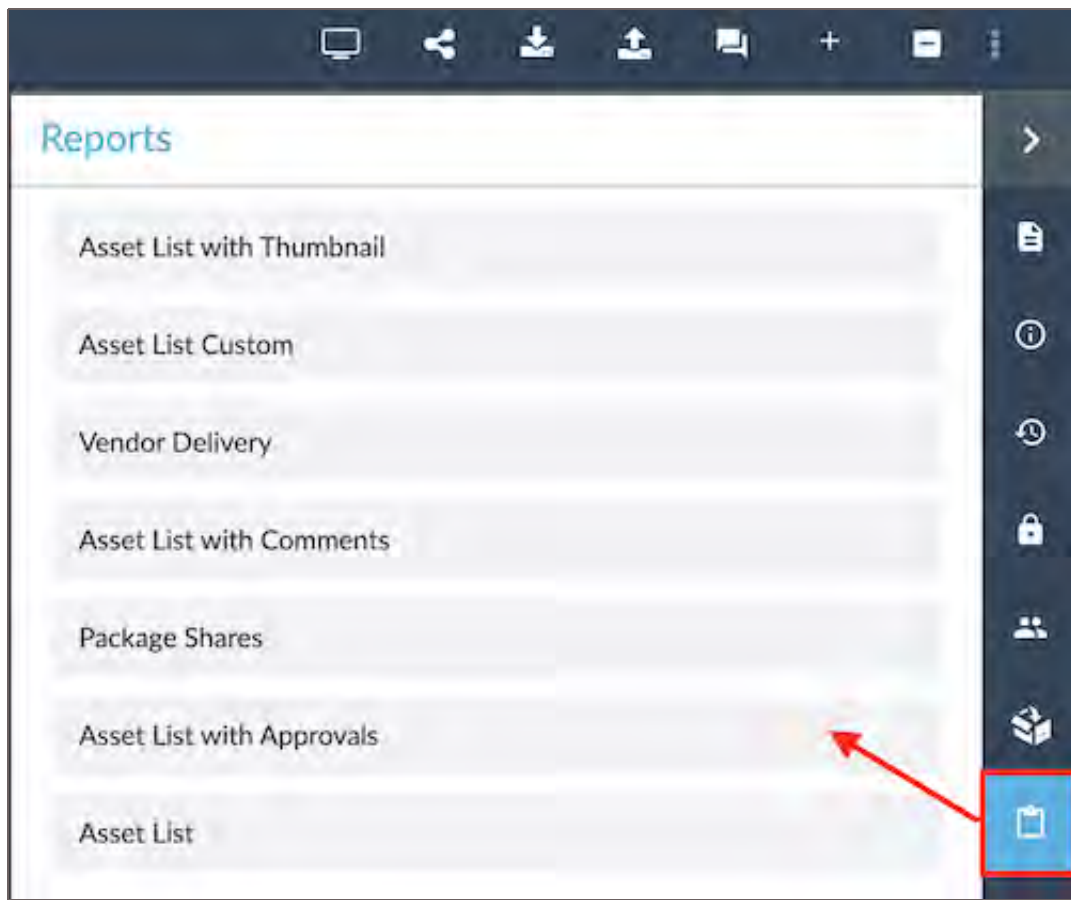 Reports
Asset List with Thumbnail
Asset List Custom
Vendor Delivery
Asset List with Comments
Package Shares
Asset List with Approvals
Asset List